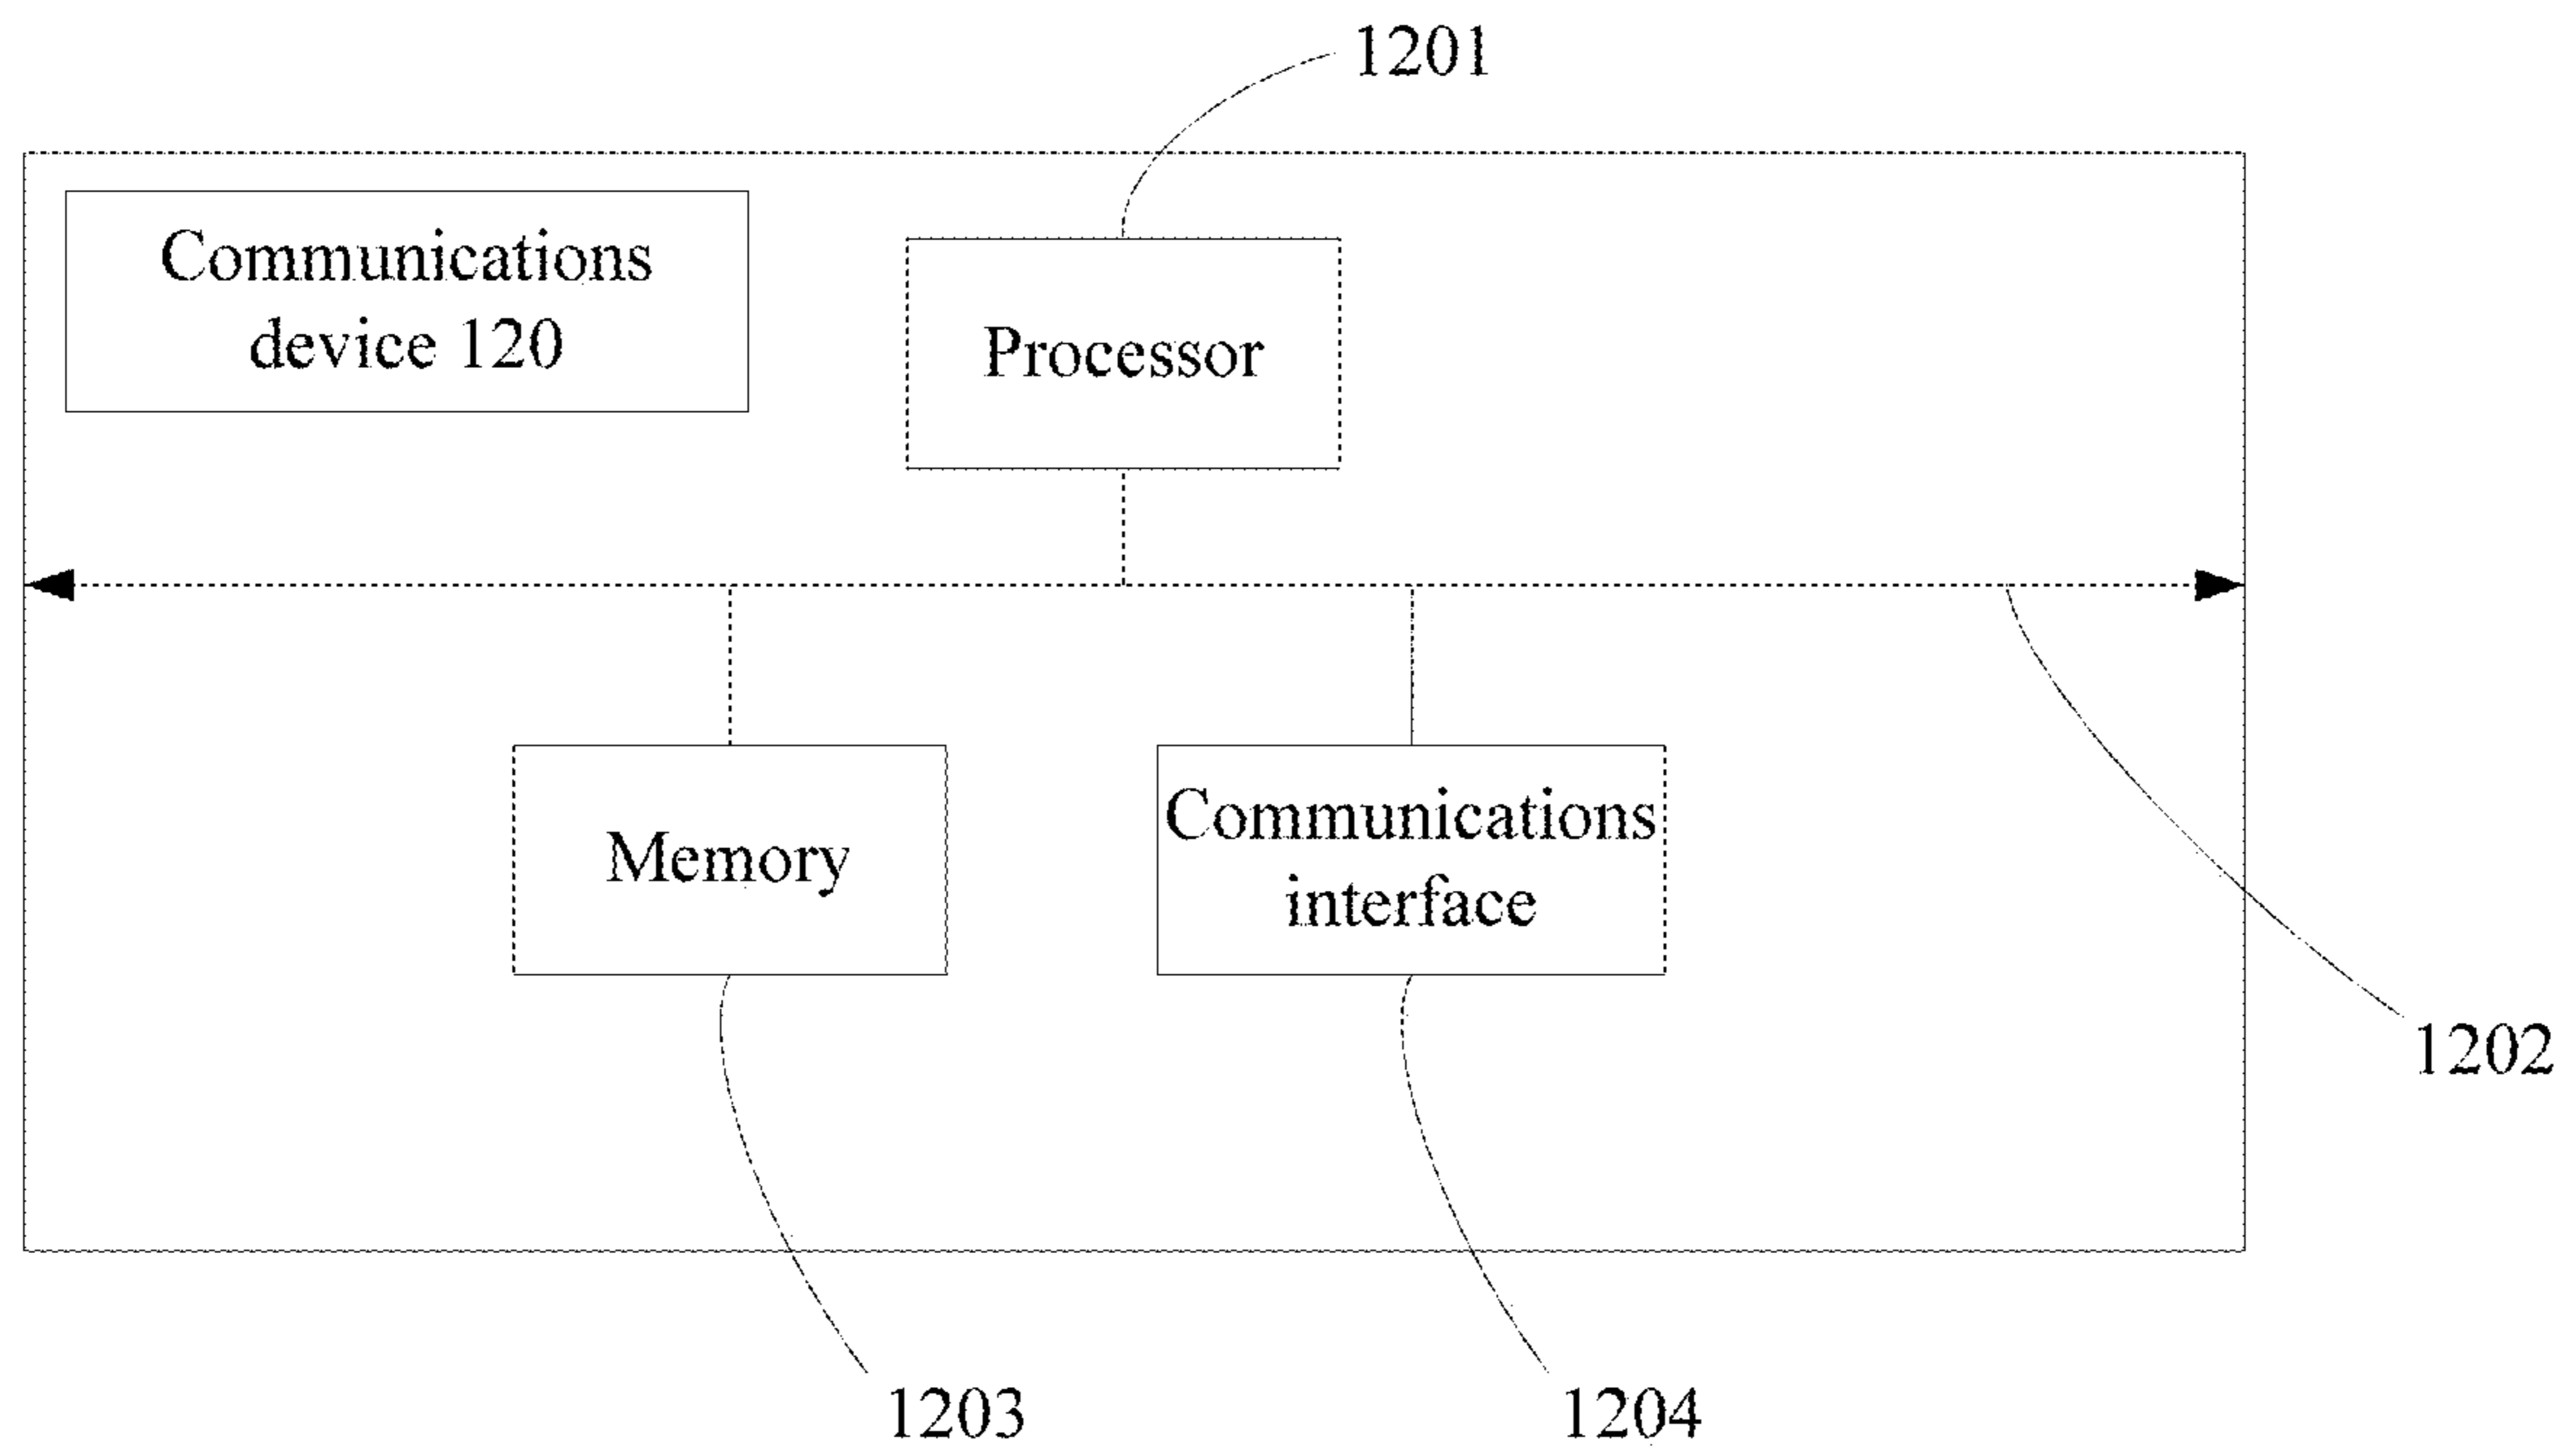 1201
Communications
device 120
Processor
Memory
Communications
interface
1202
1203
1204